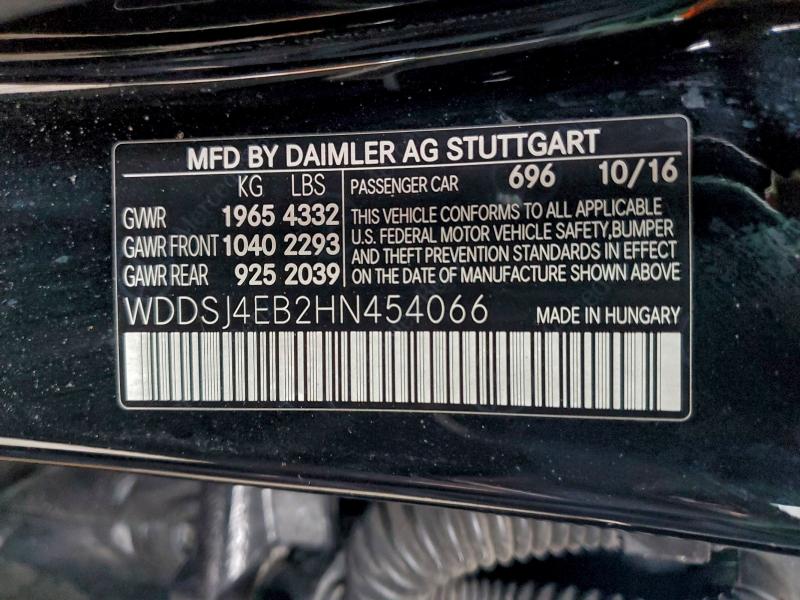 MFD BY DAIMLER AG STUTTGART
KG LBS
GVWR 1965 4332
GAWR FRONT 1040 2293
GAWR REAR 925 2039
PASSENGER CAR 696 10/16
THIS VEHICLE CONFORMS TO ALL APPLICABLE
U.S. FEDERAL MOTOR VEHICLE SAFETY,BUMPER
AND THEFT PREVENTION STANDARDS IN EFFECT
ON THE DATE OF MANUFACTURE SHOWN ABOVE
WDDSJ4EB2HN454066 MADE IN HUNGARY